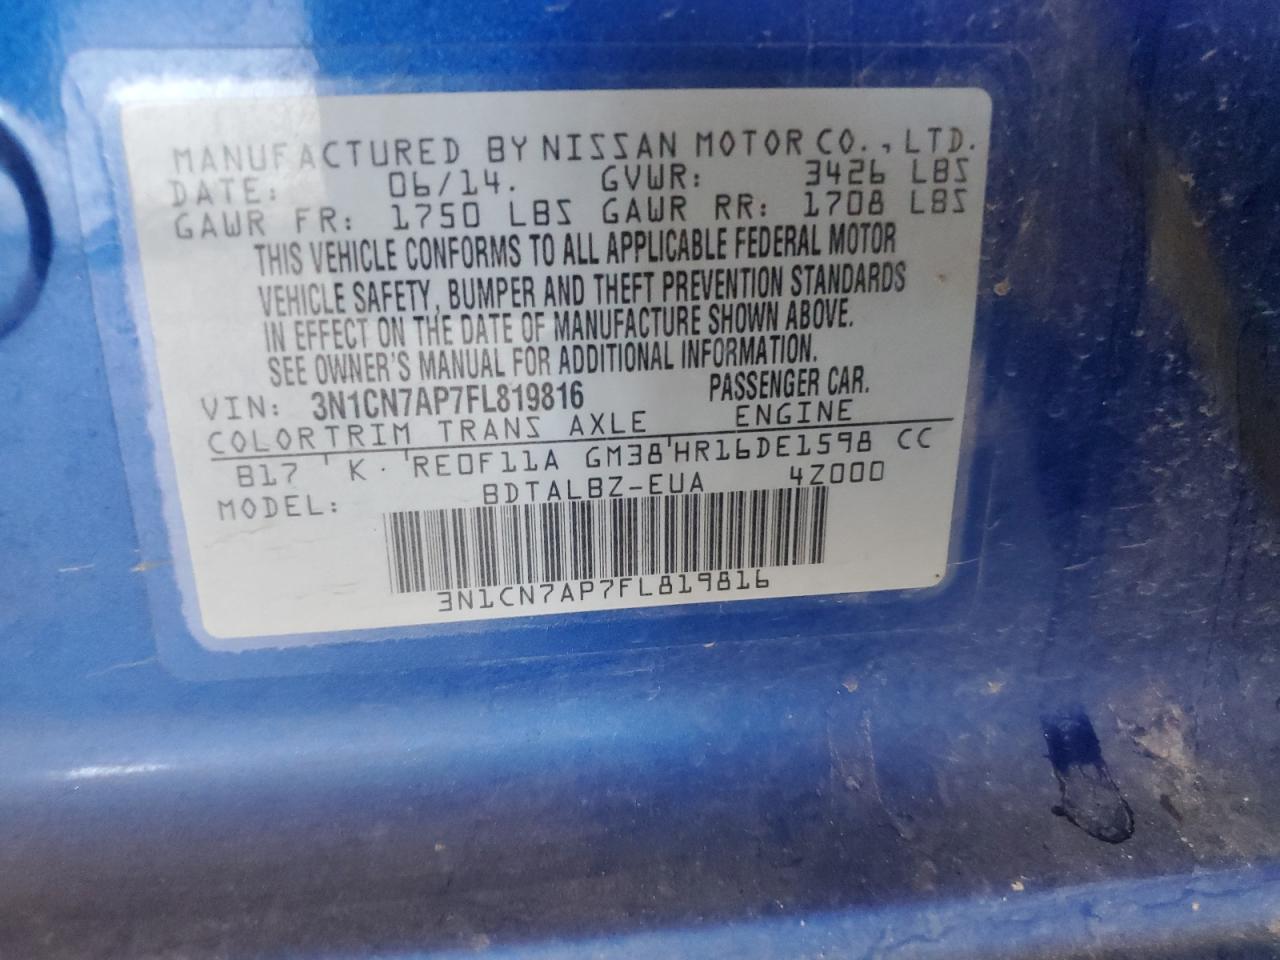 MANUFACTURED BY NISSAN MOTOR CO., LTD.
DATE: 06/14. GVWR: 3426 LBS
GAWR FR: 1750 LBS GAWR RR: 1708 LBS
THIS VEHICLE CONFORMS TO ALL APPLICABLE FEDERAL MOTOR
VEHICLE SAFETY, BUMPER AND THEFT PREVENTION STANDARDS
IN EFFECT ON THE DATE OF MANUFACTURE SHOWN ABOVE.
SEE OWNER'S MANUAL FOR ADDITIONAL INFORMATION.
VIN: 3N1CN7AP7FL819816 PASSENGER CAR.
COLORTRIM TRANS AXLE ENGINE
B17 ' K · RE0F11A GM38'HR16DE1598 CC
MODEL: BDTALBZ-EUA 4Z000
3N1CN7AP7FL819816